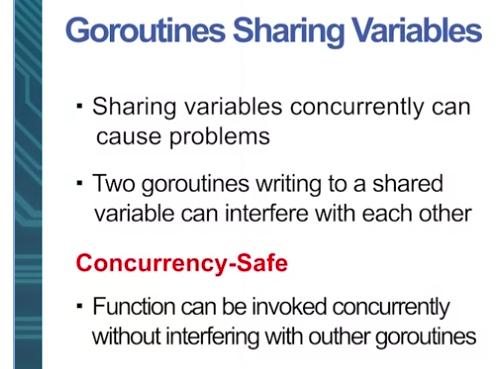 Goroutines Sharing Variables
▪ Sharing variables concurrently can
cause problems
▪ Two goroutines writing to a shared
variable can interfere with each other
Concurrency-Safe
▪ Function can be invoked concurrently
without interfering with outher goroutines